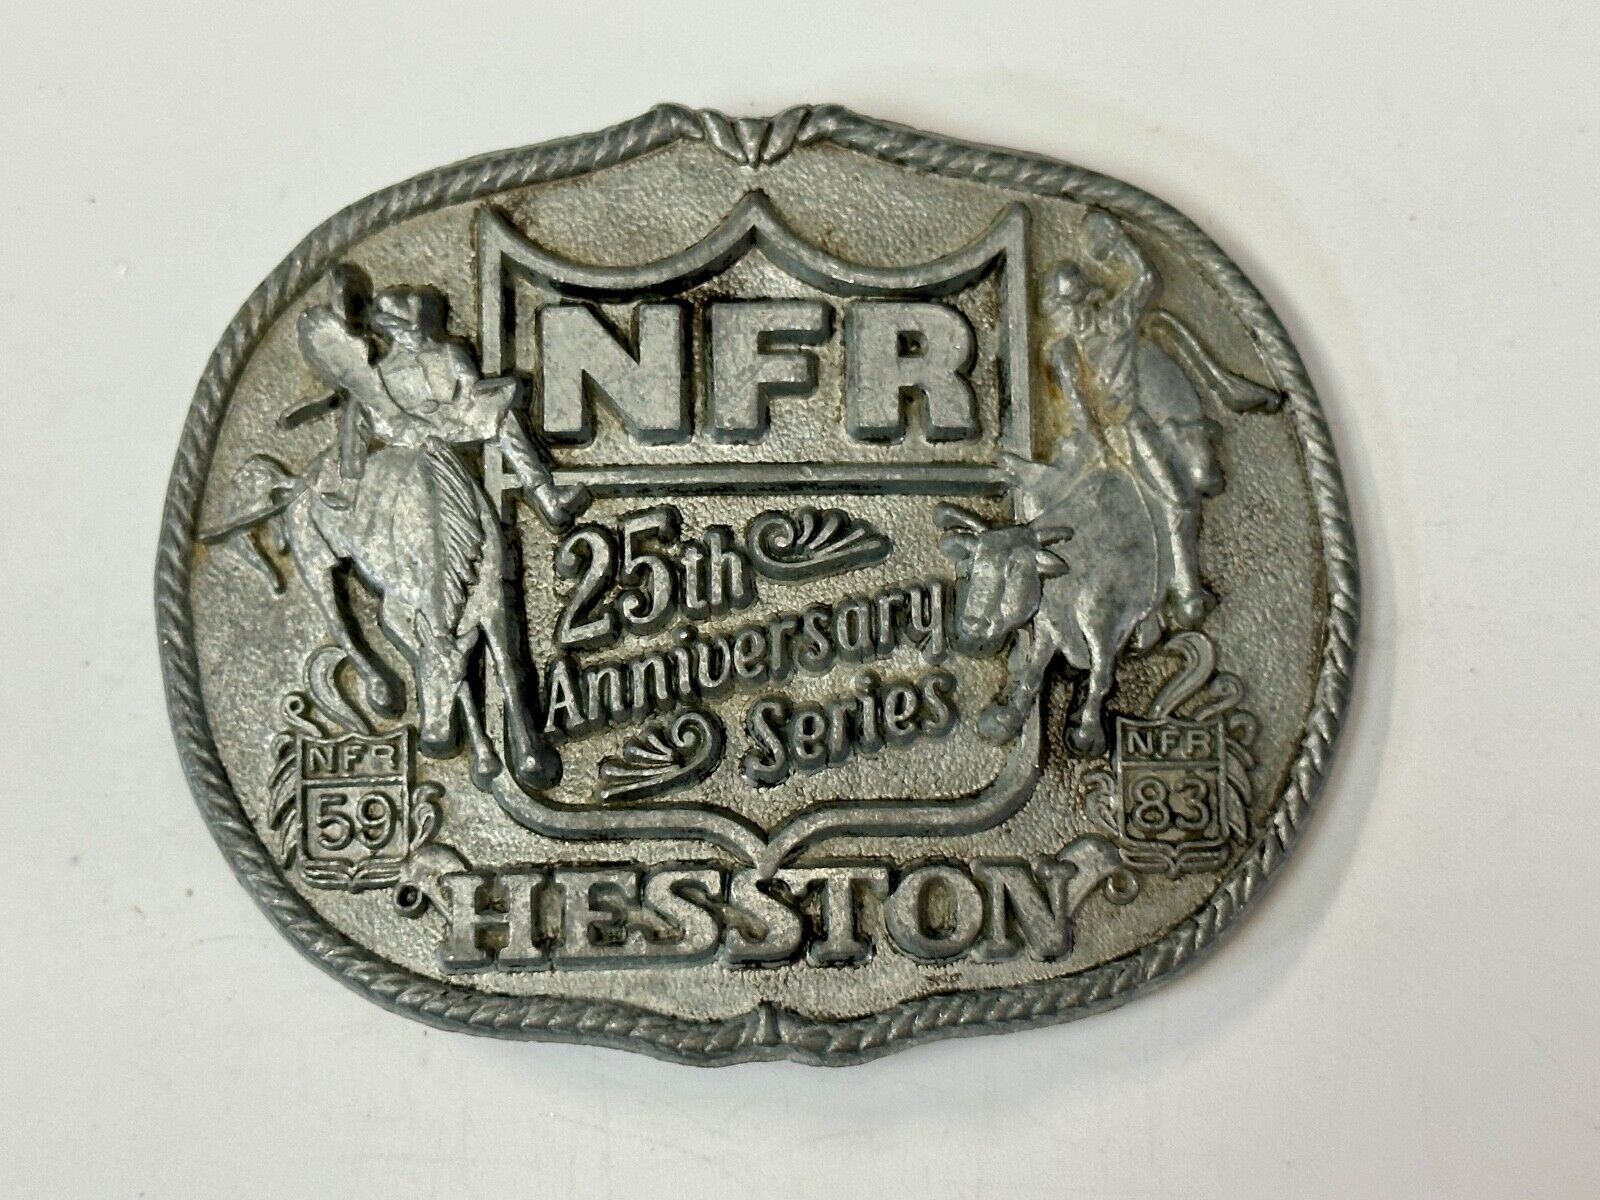 NFR
25th
Anniversary
Series
NFR
59
NFR
83
HESSTON